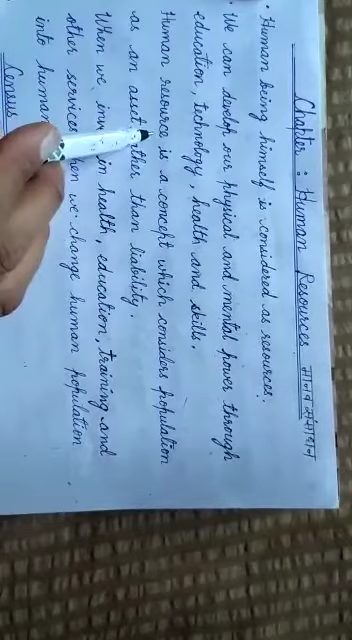 Chapter : Human Resources मानव संसाधन
• Human being himself is considered as resources.
We can develop our physical and mental power through
education, technology, health and skills.
Human resource is a concept which considers population
as an asset rather than liability.
When we in health, education, training and
other services then we change human population
into human
Census